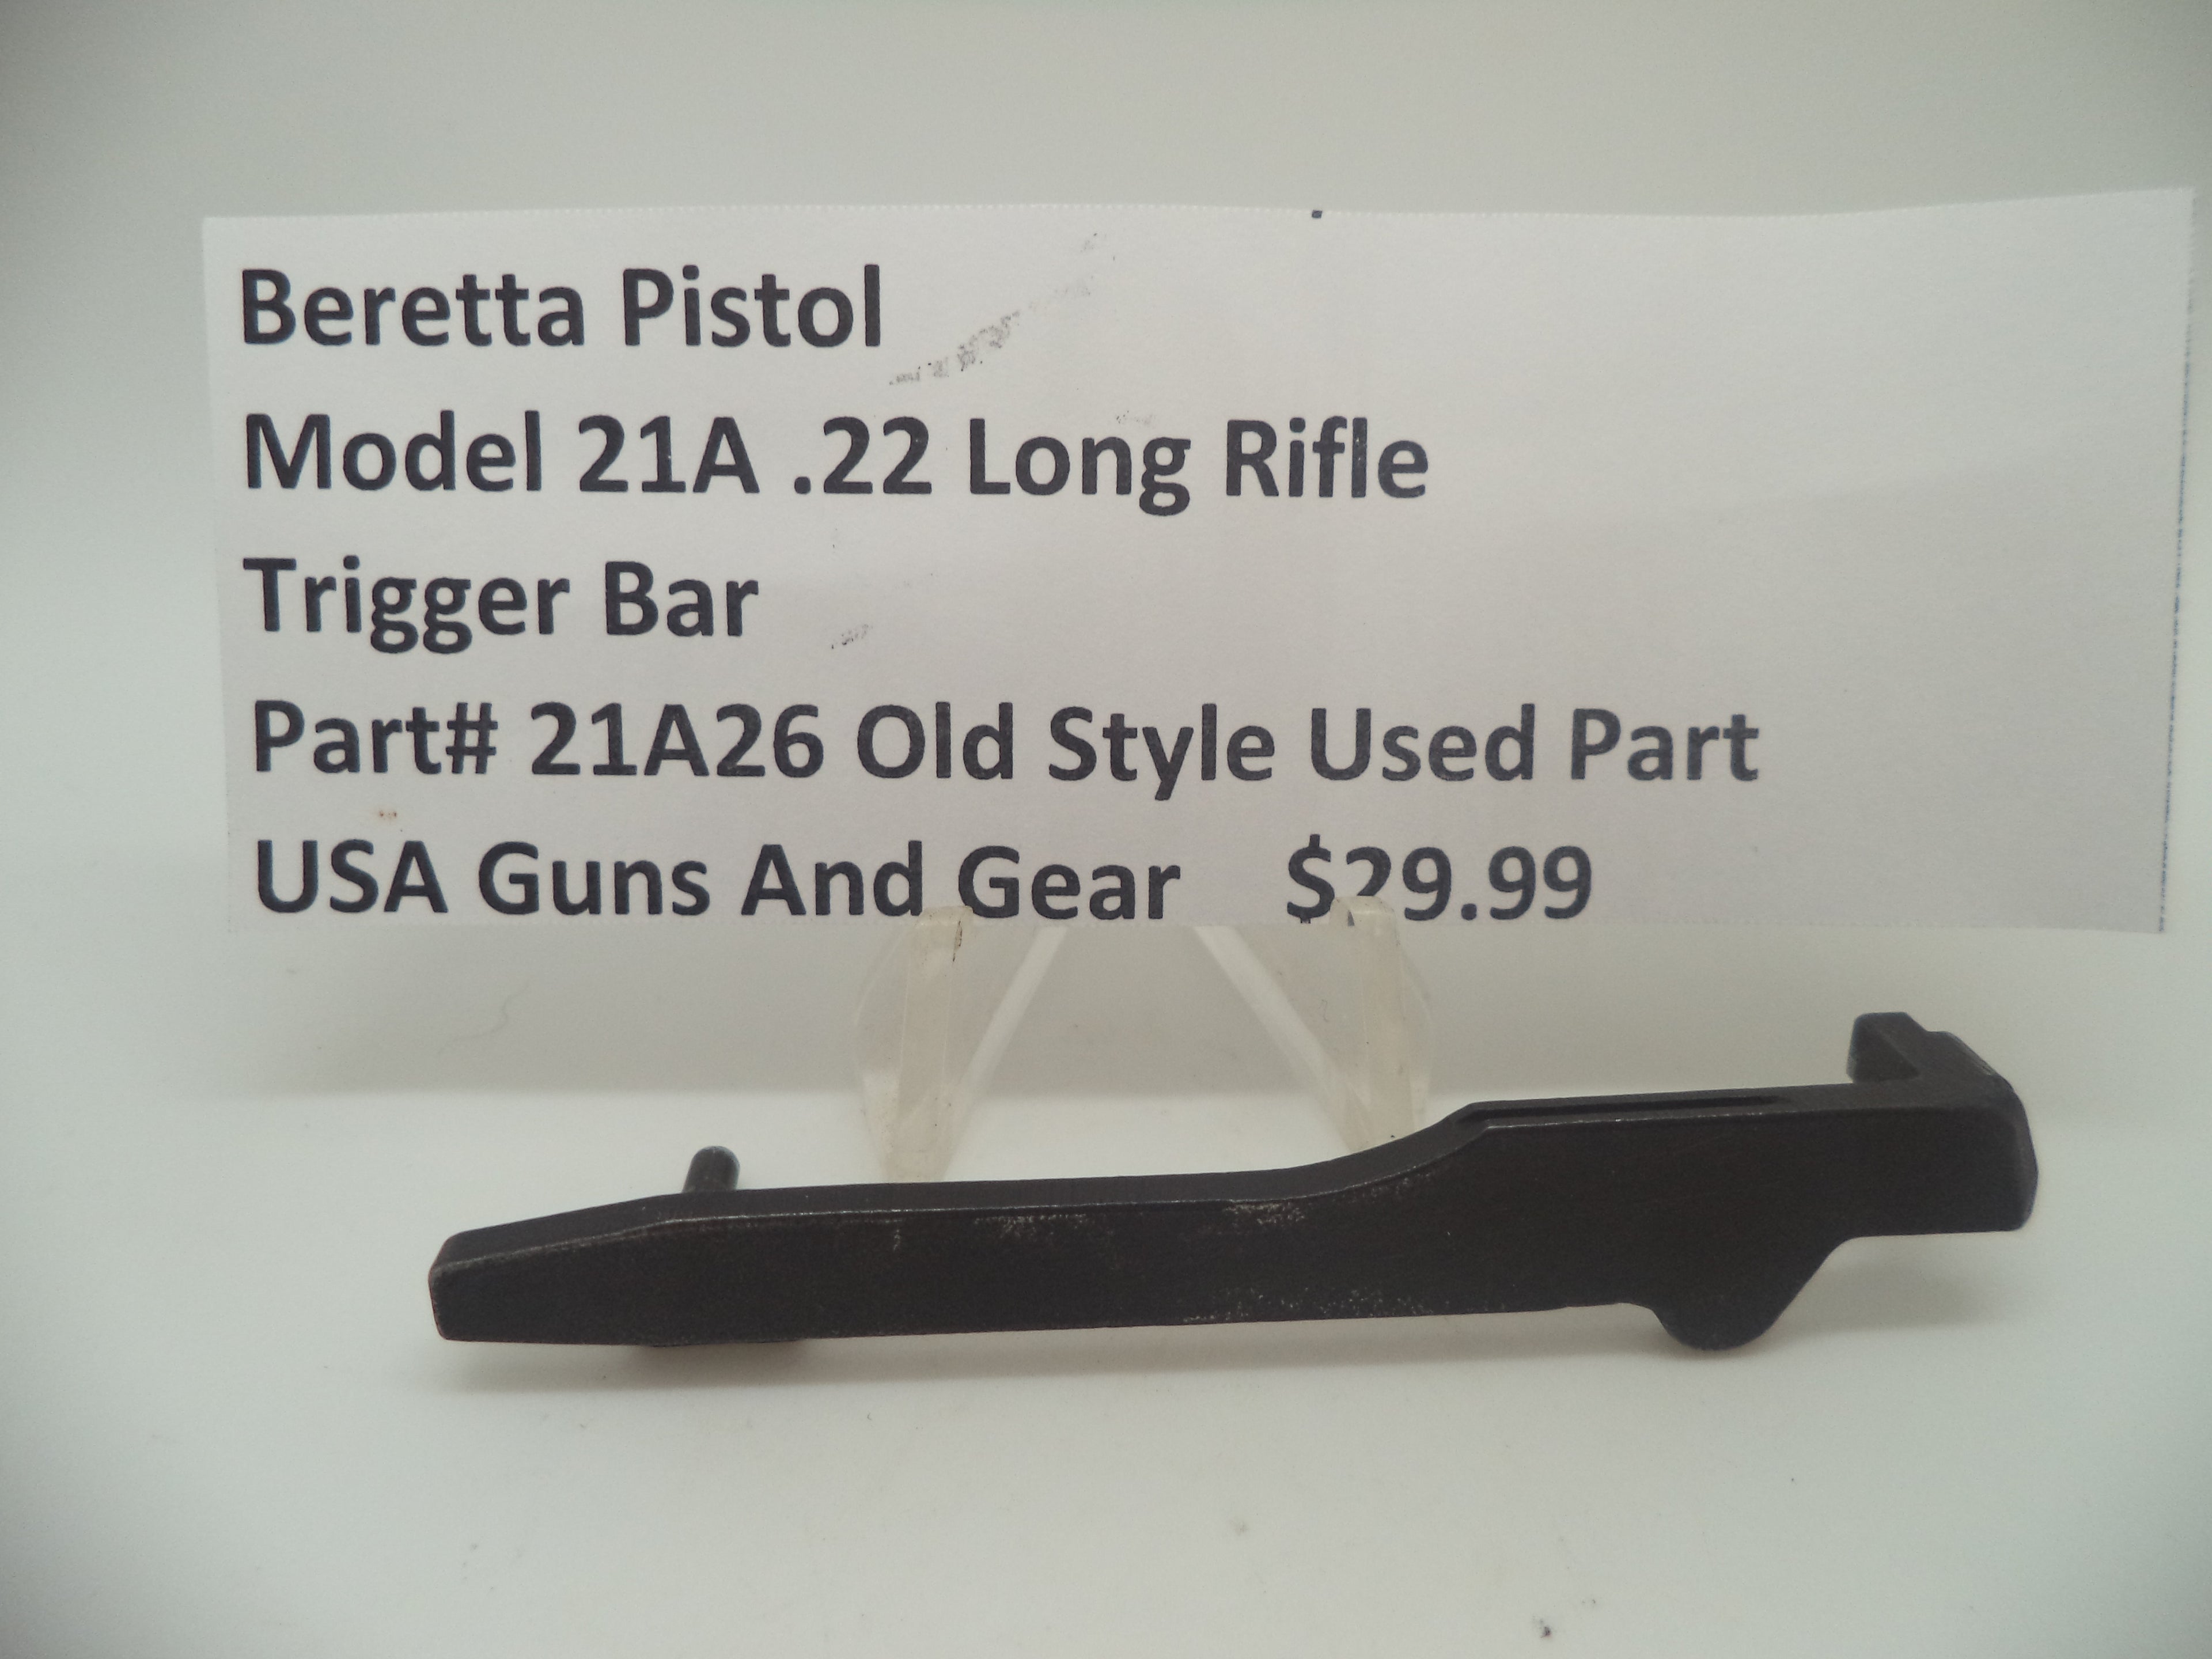 Beretta Pistol
Model 21A .22 Long Rifle
Trigger Bar
Part# 21A26 Old Style Used Part
USA Guns And Gear $29.99